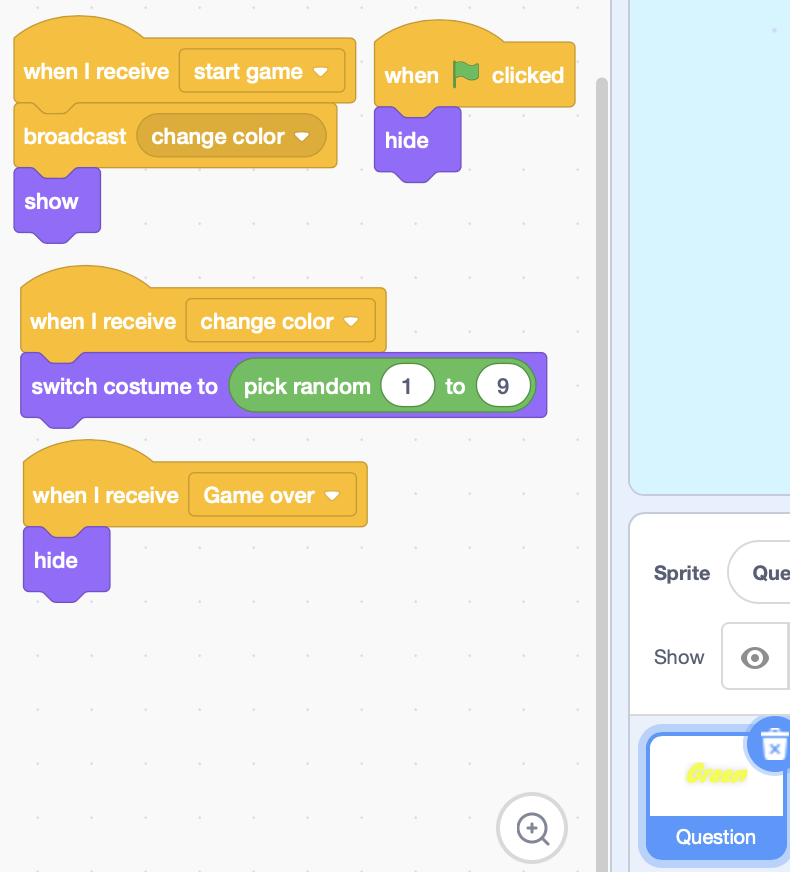 when I receive start game
broadcast change color
show
when clicked
hide
when I receive change color
switch costume to pick random 1 to 9
when I receive Game over
hide
Sprite Que
Show
Green
Question